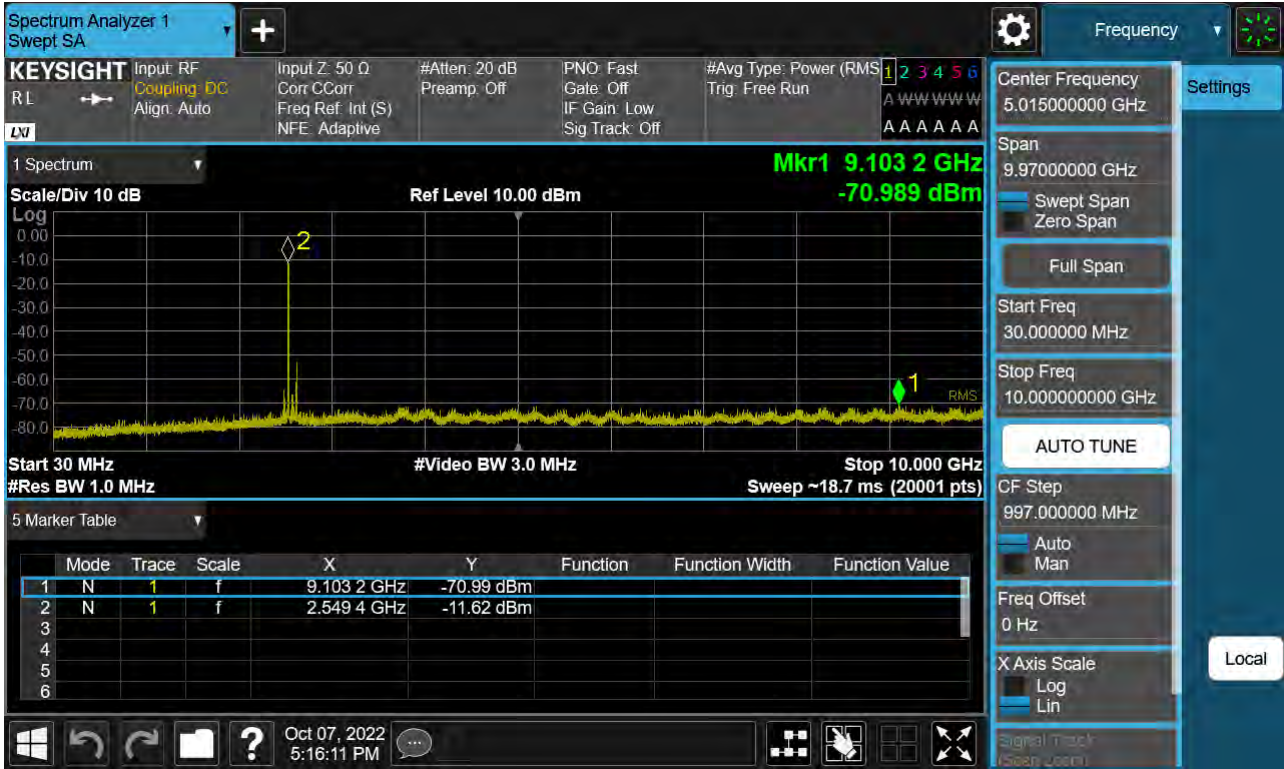 Spectrum Analyzer 1
Swept SA
Frequency
KEYSIGHT
RL
LXI
Input: RF
Coupling: DC
Align: Auto
Input Z: 50 Ω
Corr CCorr
Freq Ref: Int (S)
NFE: Adaptive
#Atten: 20 dB
Preamp: Off
PNO: Fast
Gate: Off
IF Gain: Low
Sig Track: Off
#Avg Type: Power (RMS
Trig: Free Run
1 2 3 4 5 6
A W W W W W
A A A A A A
1 Spectrum
Scale/Div 10 dB
Ref Level 10.00 dBm
Mkr1 9.103 2 GHz
-70.989 dBm
Log
0.00
-10.0
-20.0
-30.0
-40.0
-50.0
-60.0
-70.0
-80.0
2
1
RMS
Start 30 MHz
#Video BW 3.0 MHz
Stop 10.000 GHz
#Res BW 1.0 MHz
Sweep ~18.7 ms (20001 pts)
5 Marker Table
Mode Trace Scale X Y Function Function Width Function Value
1 N 1 f 9.103 2 GHz -70.99 dBm
2 N 1 f 2.549 4 GHz -11.62 dBm
3
4
5
6
Oct 07, 2022
5:16:11 PM
Center Frequency
5.015000000 GHz
Span
9.97000000 GHz
Swept Span
Zero Span
Full Span
Start Freq
30.000000 MHz
Stop Freq
10.000000000 GHz
AUTO TUNE
CF Step
997.000000 MHz
Auto
Man
Freq Offset
0 Hz
X Axis Scale
Log
Lin
Signal Track
(Span Zoom)
Settings
Local